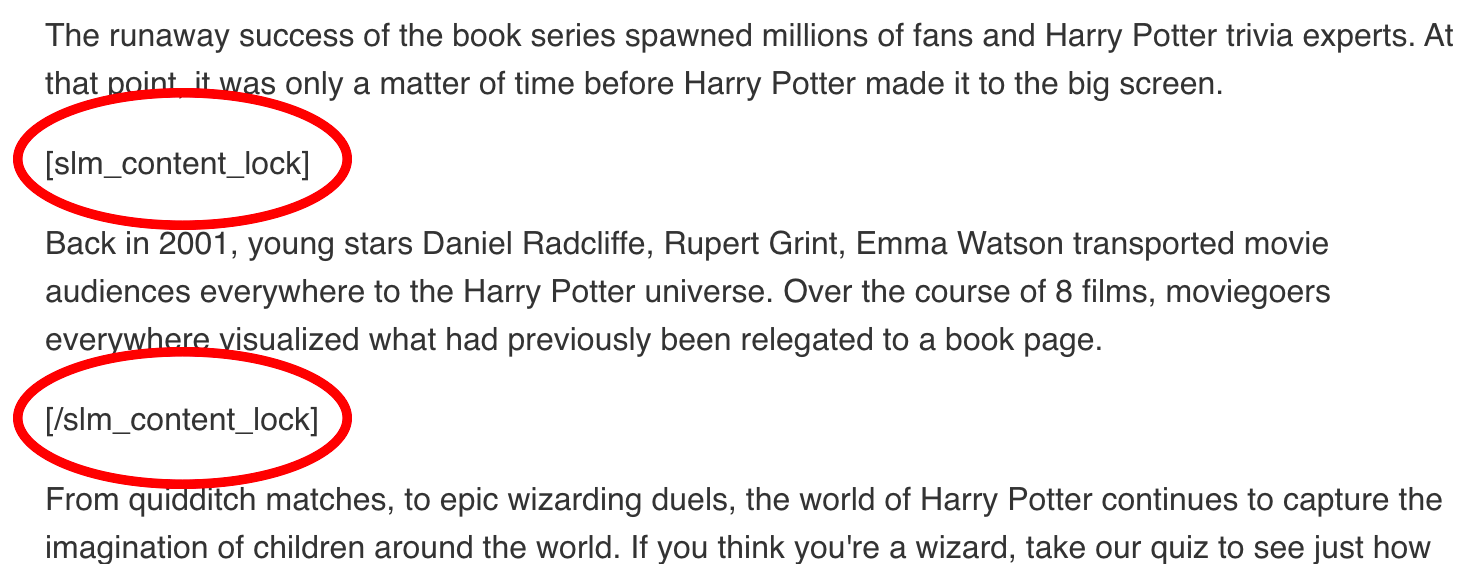 The runaway success of the book series spawned millions of fans and Harry Potter trivia experts. At
that point, it was only a matter of time before Harry Potter made it to the big screen.
[slm_content_lock]
Back in 2001, young stars Daniel Radcliffe, Rupert Grint, Emma Watson transported movie
audiences everywhere to the Harry Potter universe. Over the course of 8 films, moviegoers
everywhere visualized what had previously been relegated to a book page.
[/slm_content_lock]
From quidditch matches, to epic wizarding duels, the world of Harry Potter continues to capture the
imagination of children around the world. If you think you're a wizard, take our quiz to see just how